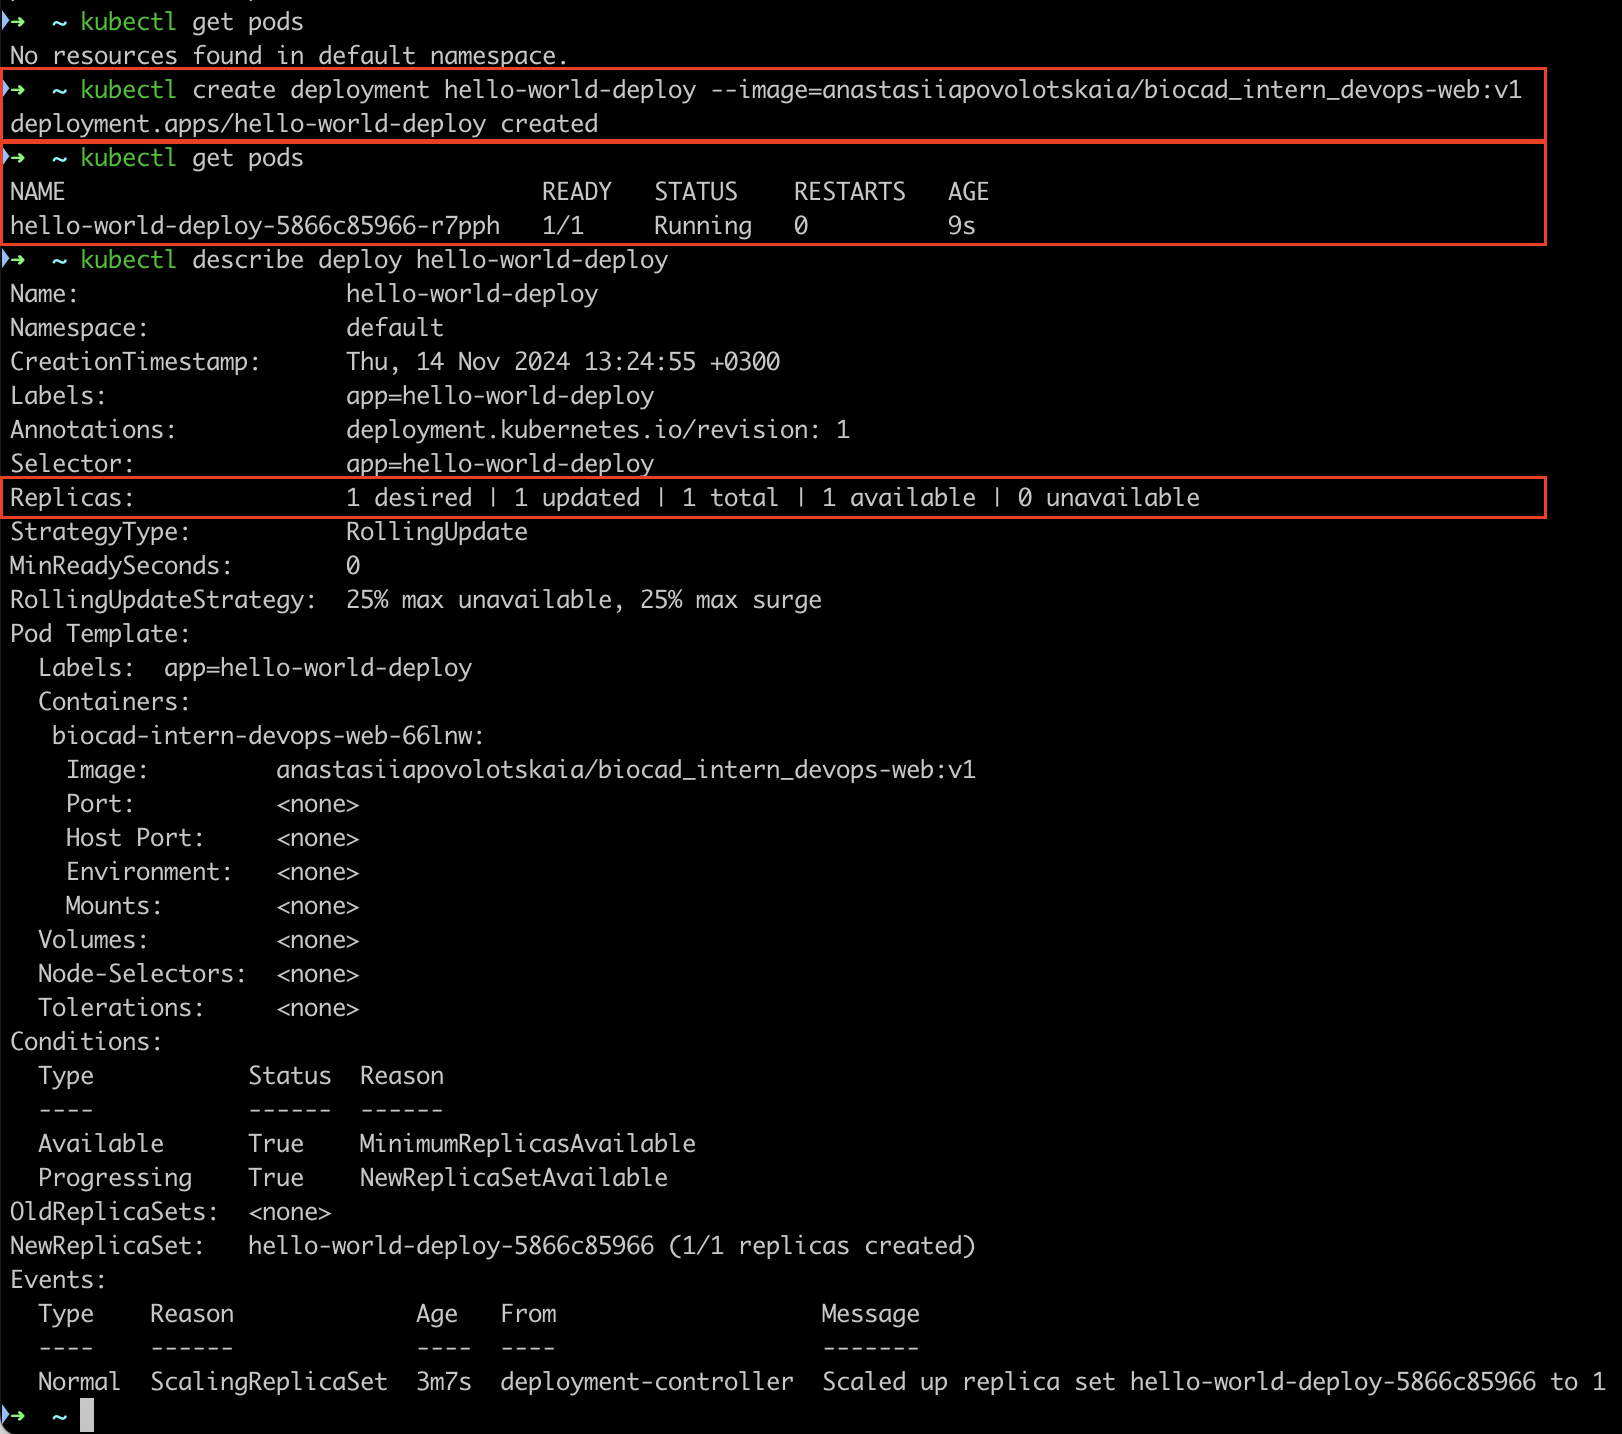 ➜  ~ kubectl get pods
No resources found in default namespace.
➜  ~ kubectl create deployment hello-world-deploy --image=anastasiiapovolotskaia/biocad_intern_devops-web:v1
deployment.apps/hello-world-deploy created
➜  ~ kubectl get pods
NAME                                  READY   STATUS    RESTARTS   AGE
hello-world-deploy-5866c85966-r7pph   1/1     Running   0          9s
➜  ~ kubectl describe deploy hello-world-deploy
Name:                   hello-world-deploy
Namespace:              default
CreationTimestamp:      Thu, 14 Nov 2024 13:24:55 +0300
Labels:                 app=hello-world-deploy
Annotations:            deployment.kubernetes.io/revision: 1
Selector:               app=hello-world-deploy
Replicas:               1 desired | 1 updated | 1 total | 1 available | 0 unavailable
StrategyType:           RollingUpdate
MinReadySeconds:        0
RollingUpdateStrategy:  25% max unavailable, 25% max surge
Pod Template:
  Labels:  app=hello-world-deploy
  Containers:
   biocad-intern-devops-web-66lnw:
    Image:         anastasiiapovolotskaia/biocad_intern_devops-web:v1
    Port:          <none>
    Host Port:     <none>
    Environment:   <none>
    Mounts:        <none>
  Volumes:         <none>
  Node-Selectors:  <none>
  Tolerations:     <none>
Conditions:
  Type           Status  Reason
  ----           ------  ------
  Available      True    MinimumReplicasAvailable
  Progressing    True    NewReplicaSetAvailable
OldReplicaSets:  <none>
NewReplicaSet:   hello-world-deploy-5866c85966 (1/1 replicas created)
Events:
  Type    Reason             Age   From                   Message
  ----    ------             ----  ----                   -------
  Normal  ScalingReplicaSet  3m7s  deployment-controller  Scaled up replica set hello-world-deploy-5866c85966 to 1
➜  ~